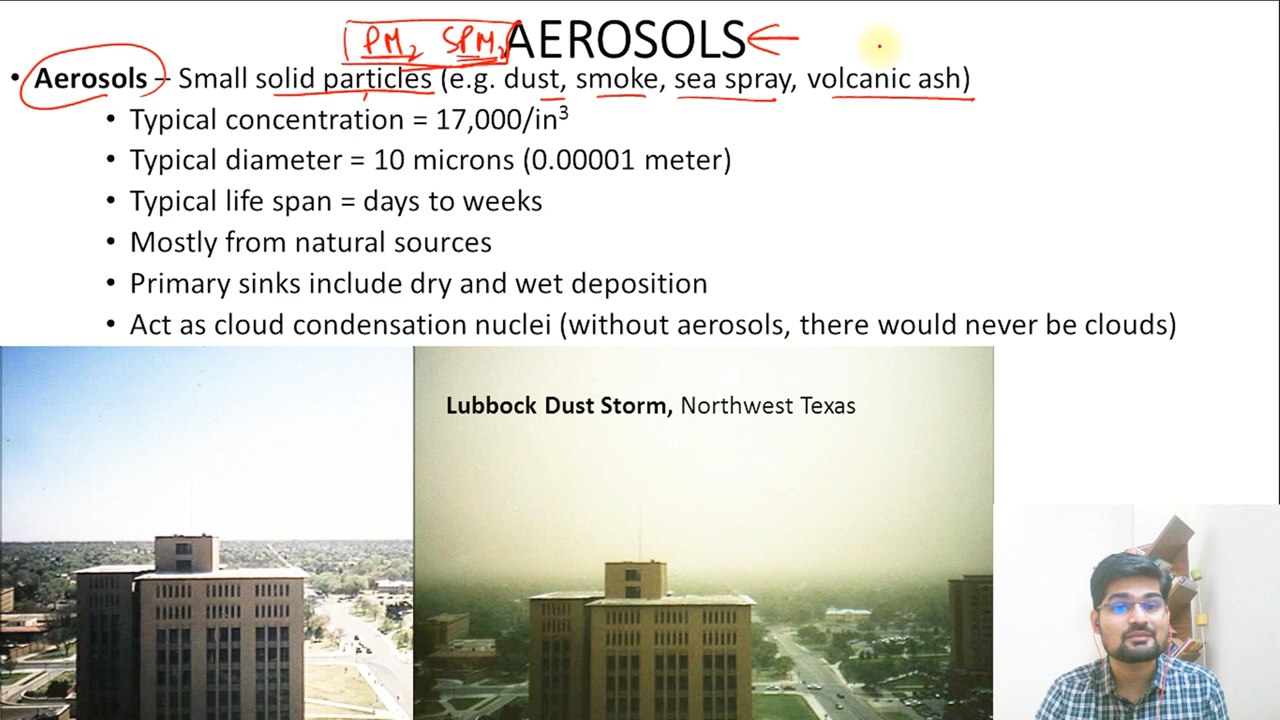 PM₂ SPM₂ AEROSOLS
• Aerosols – Small solid particles (e.g. dust, smoke, sea spray, volcanic ash)
• Typical concentration = 17,000/in³
• Typical diameter = 10 microns (0.00001 meter)
• Typical life span = days to weeks
• Mostly from natural sources
• Primary sinks include dry and wet deposition
• Act as cloud condensation nuclei (without aerosols, there would never be clouds)
Lubbock Dust Storm, Northwest Texas